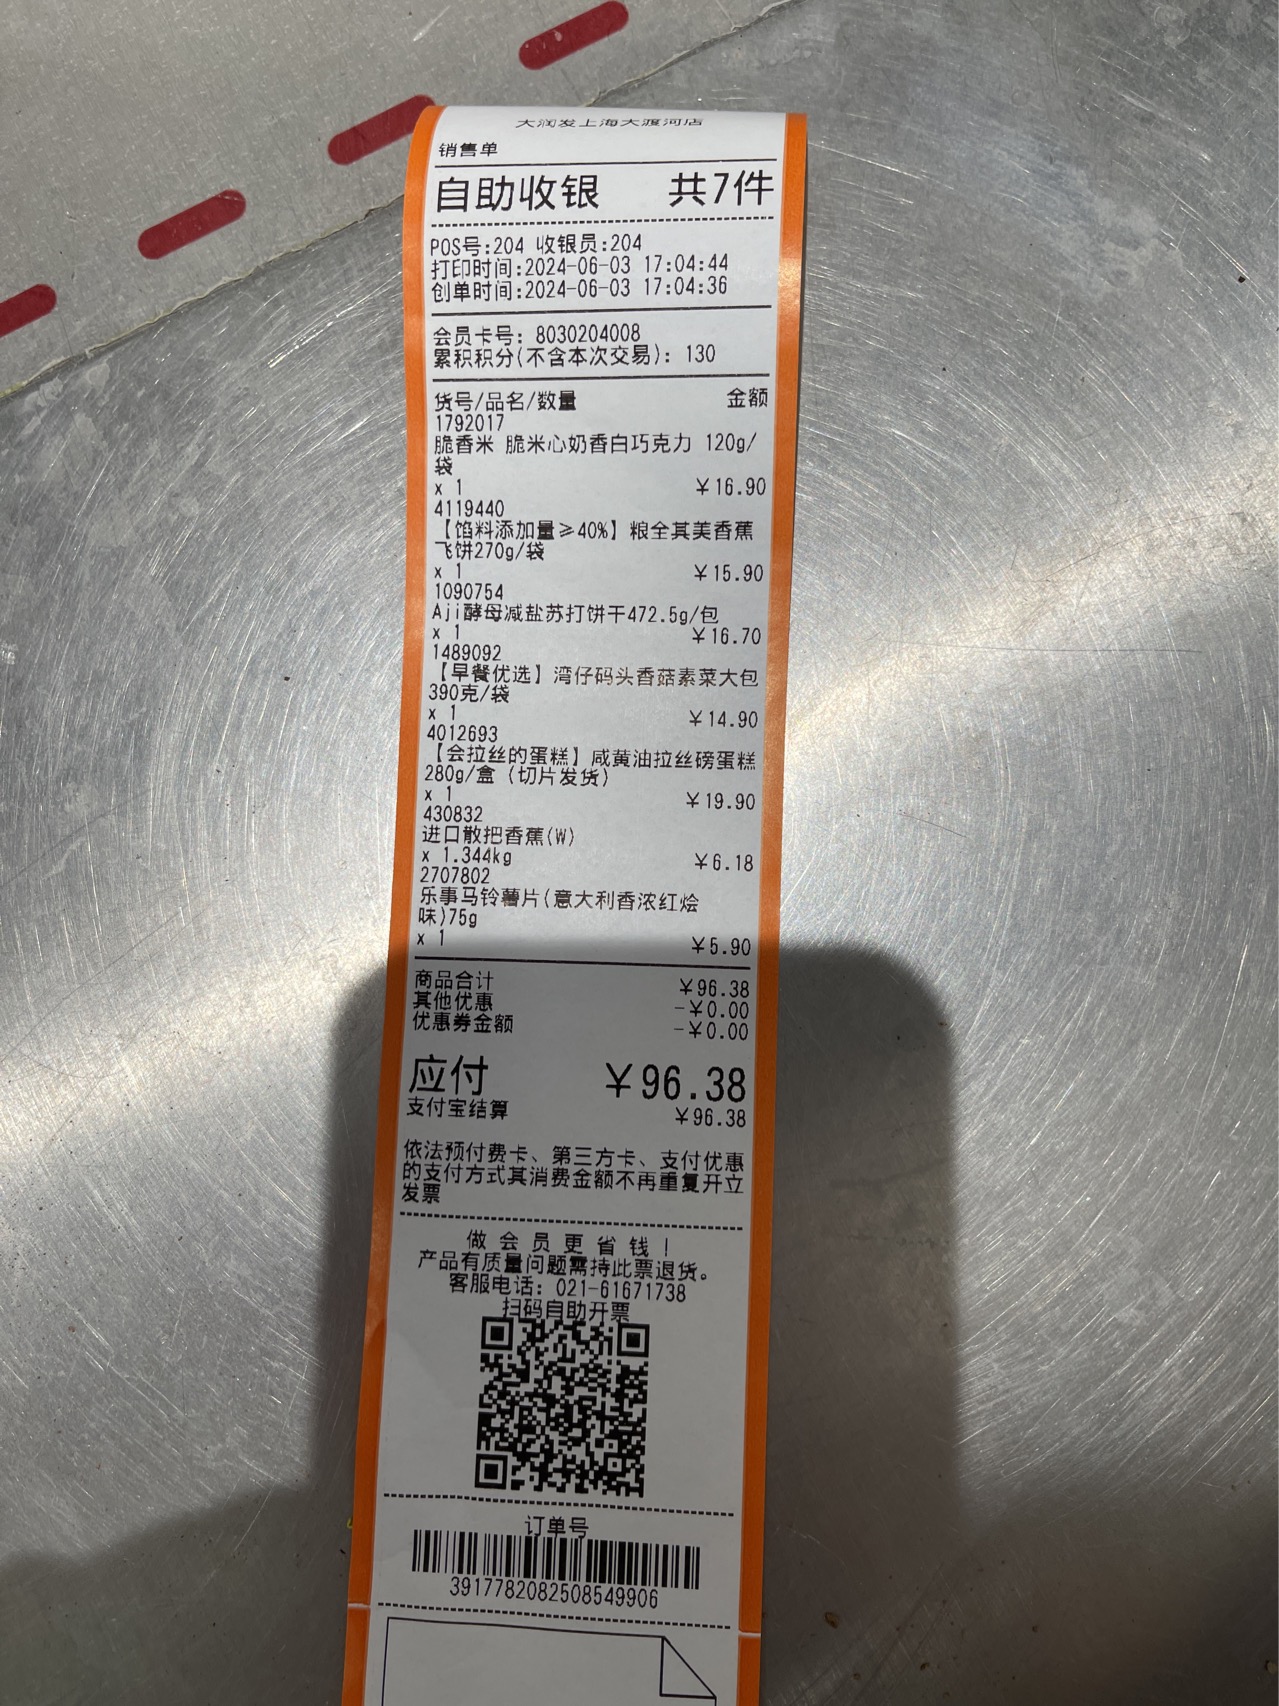 大润发上海大渡河店
销售单
自助收银 共7件
POS号:204 收银员:204
打印时间:2024-06-03 17:04:44
创单时间:2024-06-03 17:04:36
会员卡号: 8030204008
累积积分(不含本次交易): 130
货号/品名/数量 金额
1792017
脆香米 脆米心奶香白巧克力 120g/
袋
x 1 ￥16.90
4119440
【馅料添加量≥40%】粮全其美香蕉
飞饼270g/袋
x 1 ￥15.90
1090754
Aji酵母减盐苏打饼干472.5g/包
x 1 ￥16.70
1489092
【早餐优选】湾仔码头香菇素菜大包
390克/袋
x 1 ￥14.90
4012693
【会拉丝的蛋糕】咸黄油拉丝磅蛋糕
280g/盒 (切片发货)
x 1 ￥19.90
430832
进口散把香蕉(W)
x 1.344kg ￥6.18
2707802
乐事马铃薯片(意大利香浓红烩
味)75g
x 1 ￥5.90
商品合计 ￥96.38
其他优惠 -￥0.00
优惠券金额 -￥0.00
应付 ￥96.38
支付宝结算 ￥96.38
依法预付费卡、第三方卡、支付优惠
的支付方式其消费金额不再重复开立
发票
做 会 员 更 省 钱 !
产品有质量问题需持此票退货。
客服电话: 021-61671738
扫码自助开票
订单号
3917782082508549906